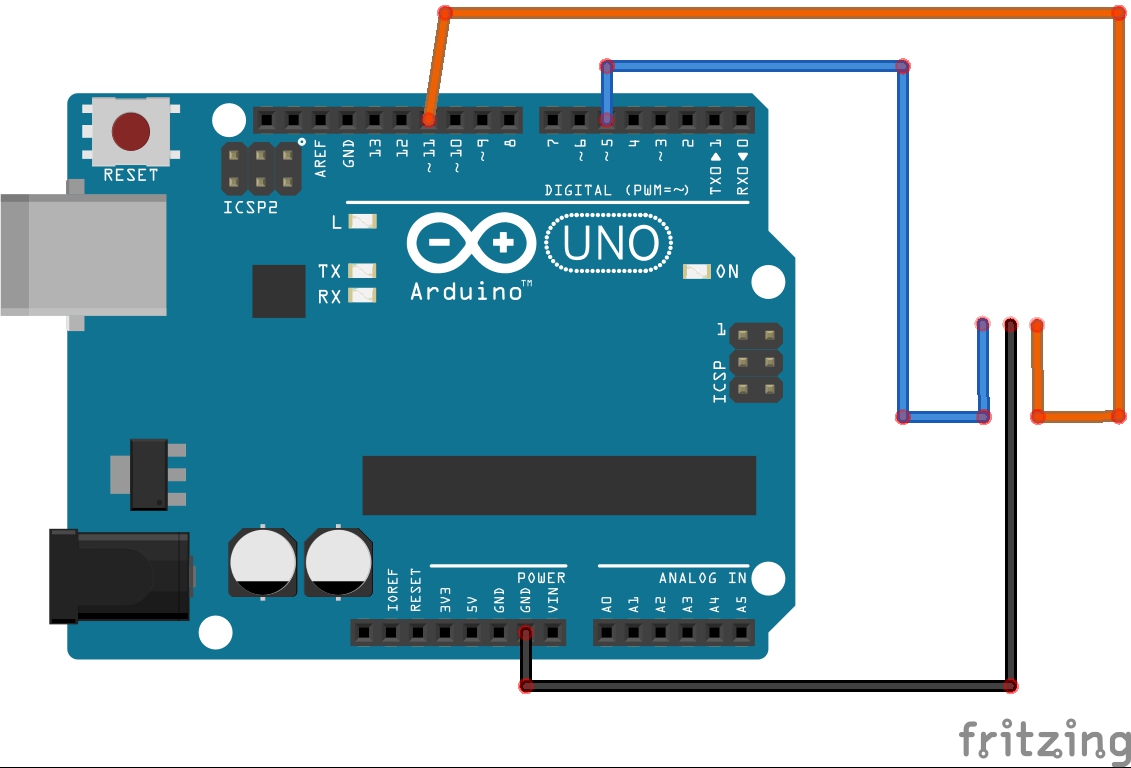 RESET
ICSP2
AREF
GND
13
12
~11
~10
~9
8
7
~6
~5
4
~3
2
TX0▶1
RX0◀0
DIGITAL (PWM=~)
L
TX
RX
UNO
Arduino™
ON
1
ICSP
IOREF
RESET
3V3
5V
GND
GND
VIN
POWER
ANALOG IN
A0
A1
A2
A3
A4
A5
fritzing